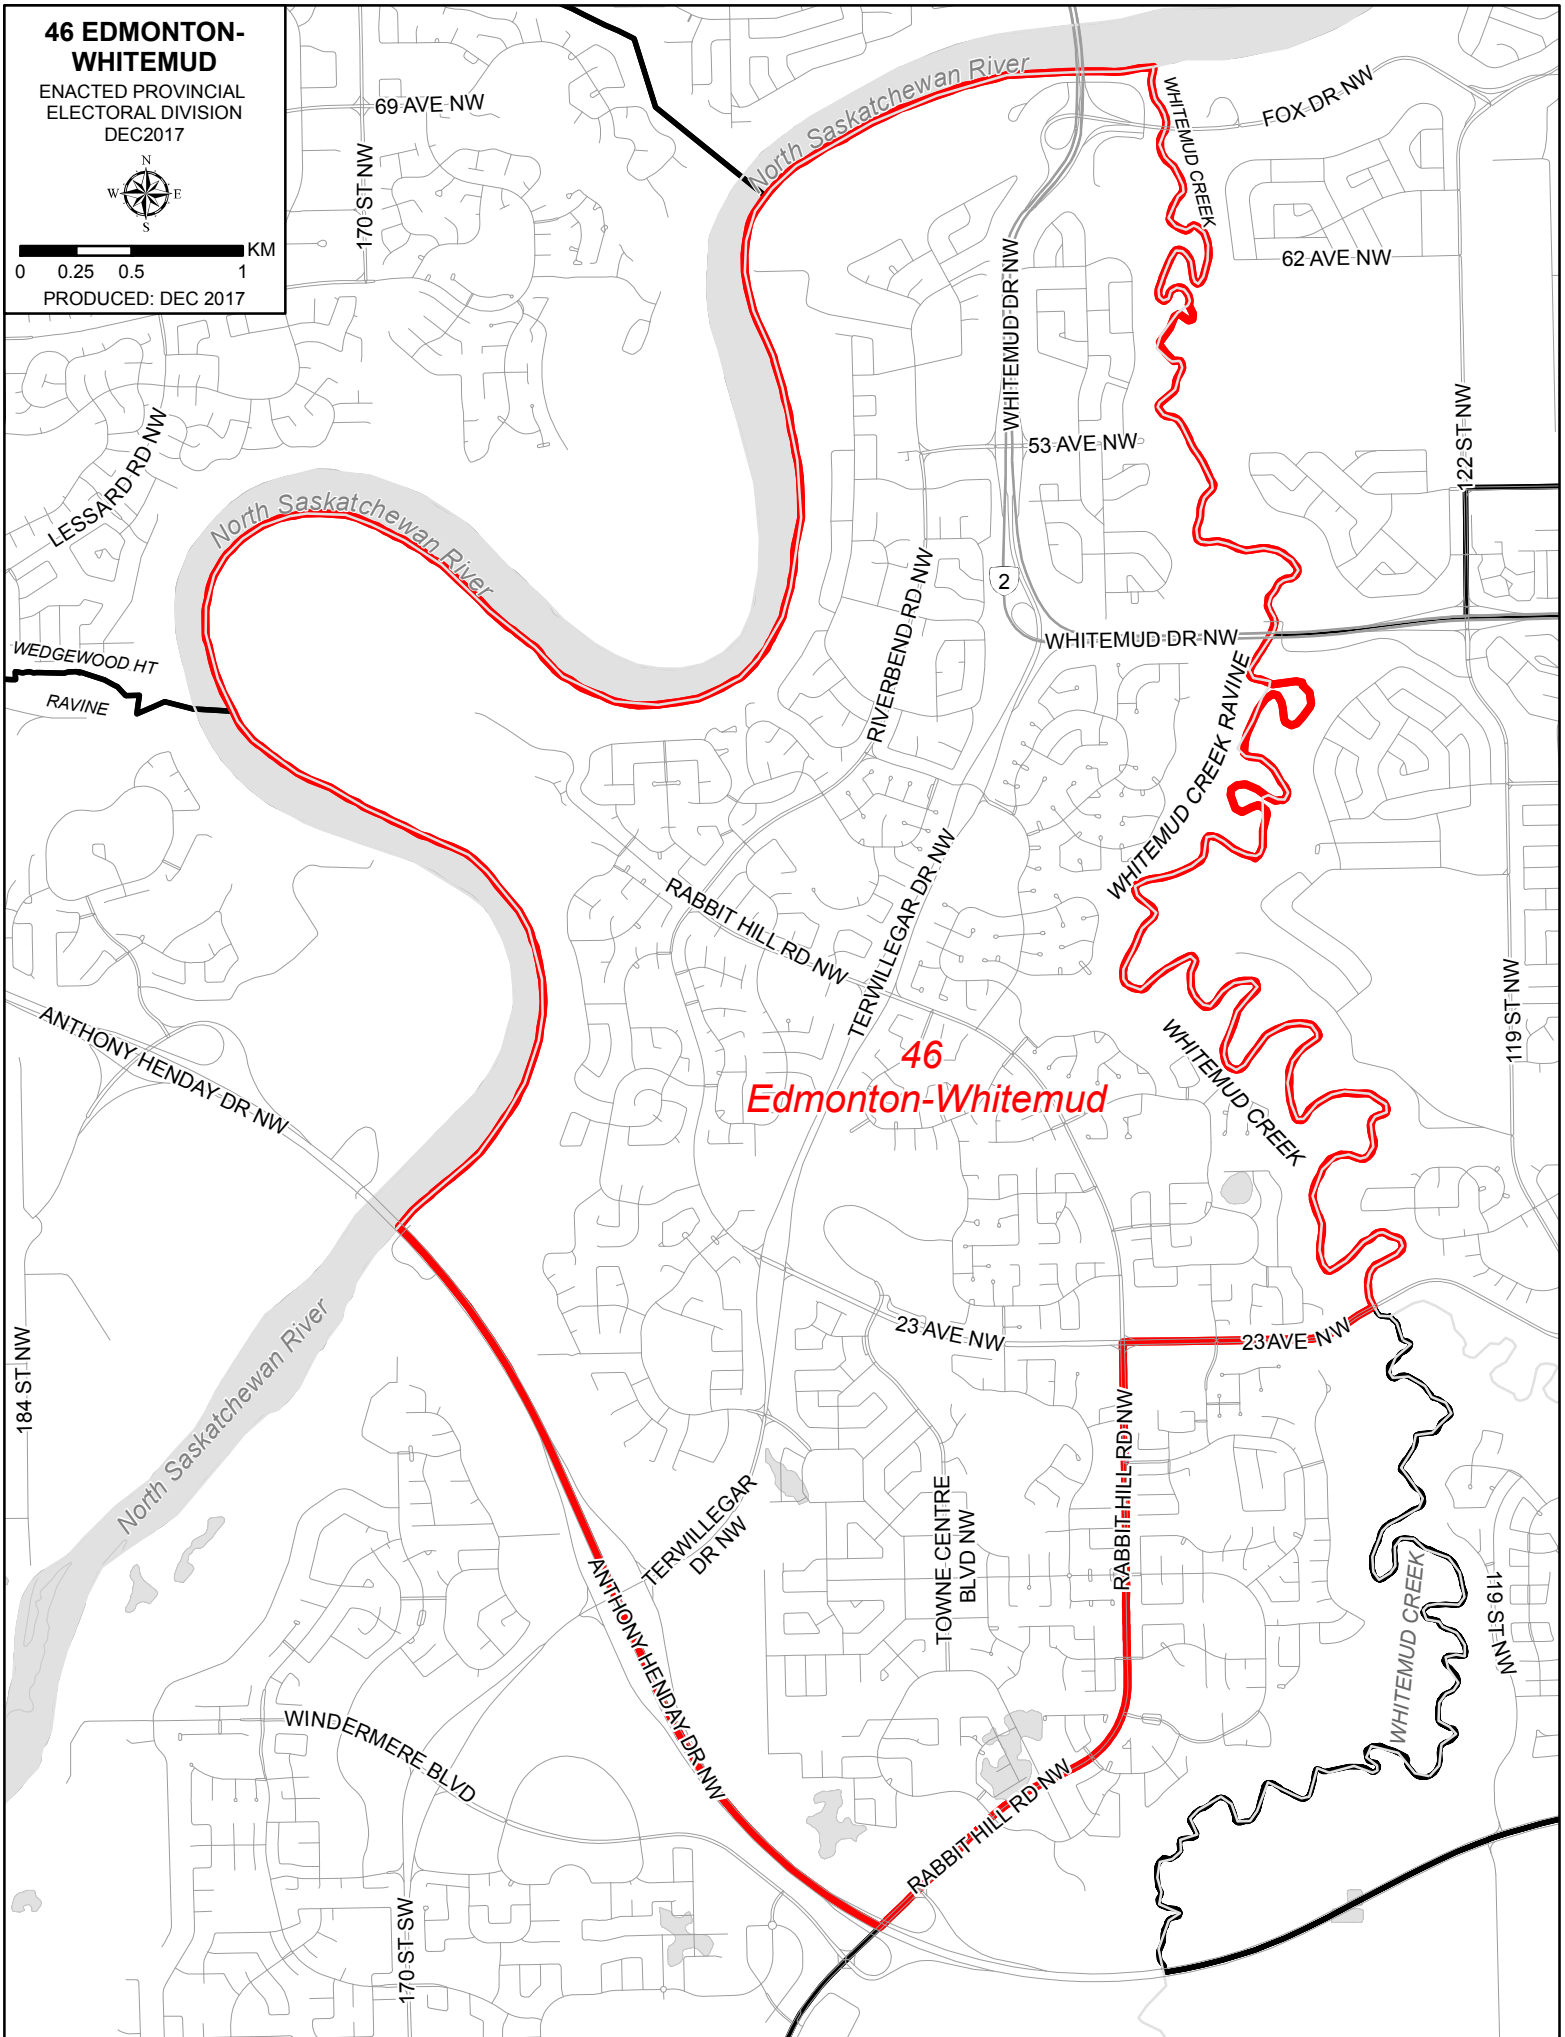 46 EDMONTON-
WHITEMUD
ENACTED PROVINCIAL
ELECTORAL DIVISION
DEC2017
N
W E
S
KM
0 0.25 0.5 1
PRODUCED: DEC 2017
69 AVE NW
170 ST NW
North Saskatchewan River
WHITEMUD CREEK
FOX DR NW
62 AVE NW
WHITEMUD DR NW
53 AVE NW
122 ST NW
LESSARD RD NW
North Saskatchewan River
2
WHITEMUD DR NW
RIVERBEND RD NW
WEDGEWOOD HT
RAVINE
WHITEMUD CREEK RAVINE
RABBIT HILL RD NW
TERWILLEGAR DR NW
119 ST NW
ANTHONY HENDAY DR NW
46
Edmonton-Whitemud
WHITEMUD CREEK
23 AVE NW
23 AVE NW
184 ST NW
North Saskatchewan River
RABBIT HILL RD NW
TERWILLEGAR
DR NW
TOWNE CENTRE
BLVD NW
ANTHONY HENDAY DR NW
WHITEMUD CREEK
119 ST NW
WINDERMERE BLVD
RABBIT HILL RD NW
170 ST SW